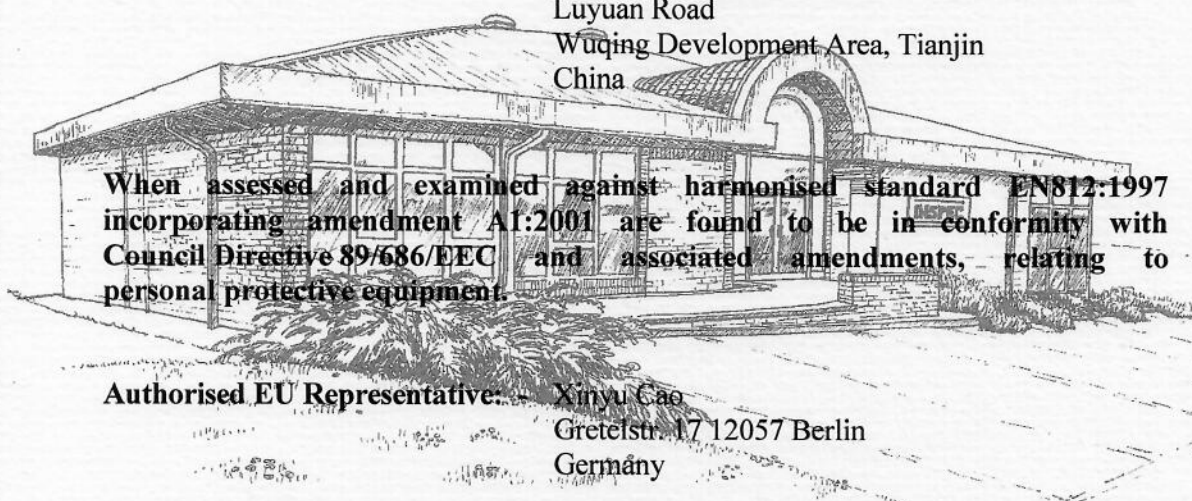 Luyuan Road
Wuqing Development Area, Tianjin
China
When assessed and examined against harmonised standard EN812:1997
incorporating amendment A1:2001 are found to be in conformity with
Council Directive 89/686/EEC and associated amendments, relating to
personal protective equipment.
Authorised EU Representative: - Xinyu Cao
Gretelstr. 17 12057 Berlin
Germany